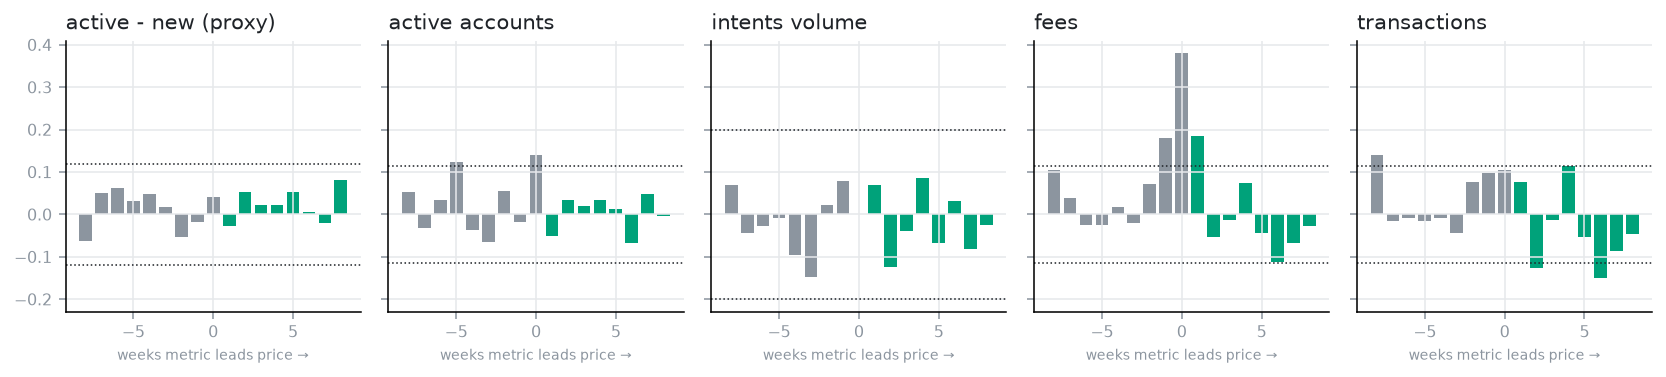 active - new (proxy)
active accounts
intents volume
fees
transactions
0.4
0.3
0.2
0.1
0.0
−0.1
−0.2
−5 0 5
−5 0 5
−5 0 5
−5 0 5
−5 0 5
weeks metric leads price →
weeks metric leads price →
weeks metric leads price →
weeks metric leads price →
weeks metric leads price →